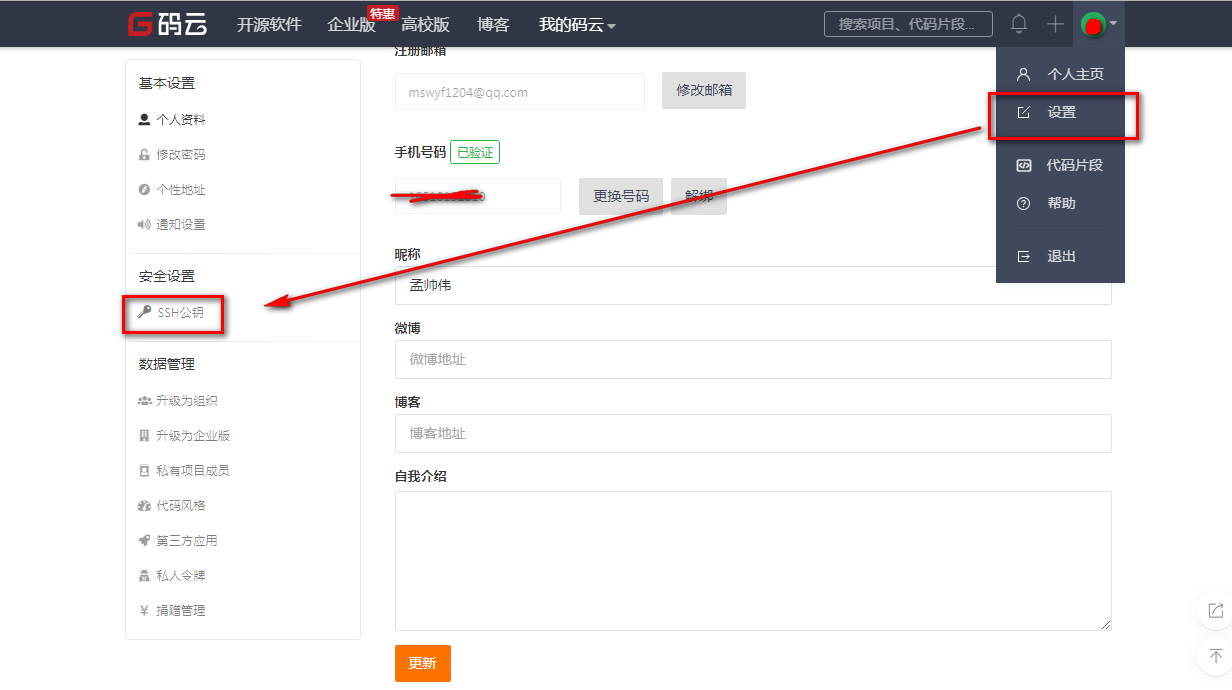 G码云 开源软件 企业版 特惠 高校版 博客 我的码云 搜索项目、代码片段...
个人主页
设置
代码片段
帮助
退出
基本设置
个人资料
修改密码
个性地址
通知设置
安全设置
SSH公钥
数据管理
升级为组织
升级为企业版
私有项目成员
代码风格
第三方应用
私人令牌
捐赠管理
注册邮箱
mswyf1204@qq.com 修改邮箱
手机号码 已验证
更换号码 解绑
昵称
孟帅伟
微博
微博地址
博客
博客地址
自我介绍
更新